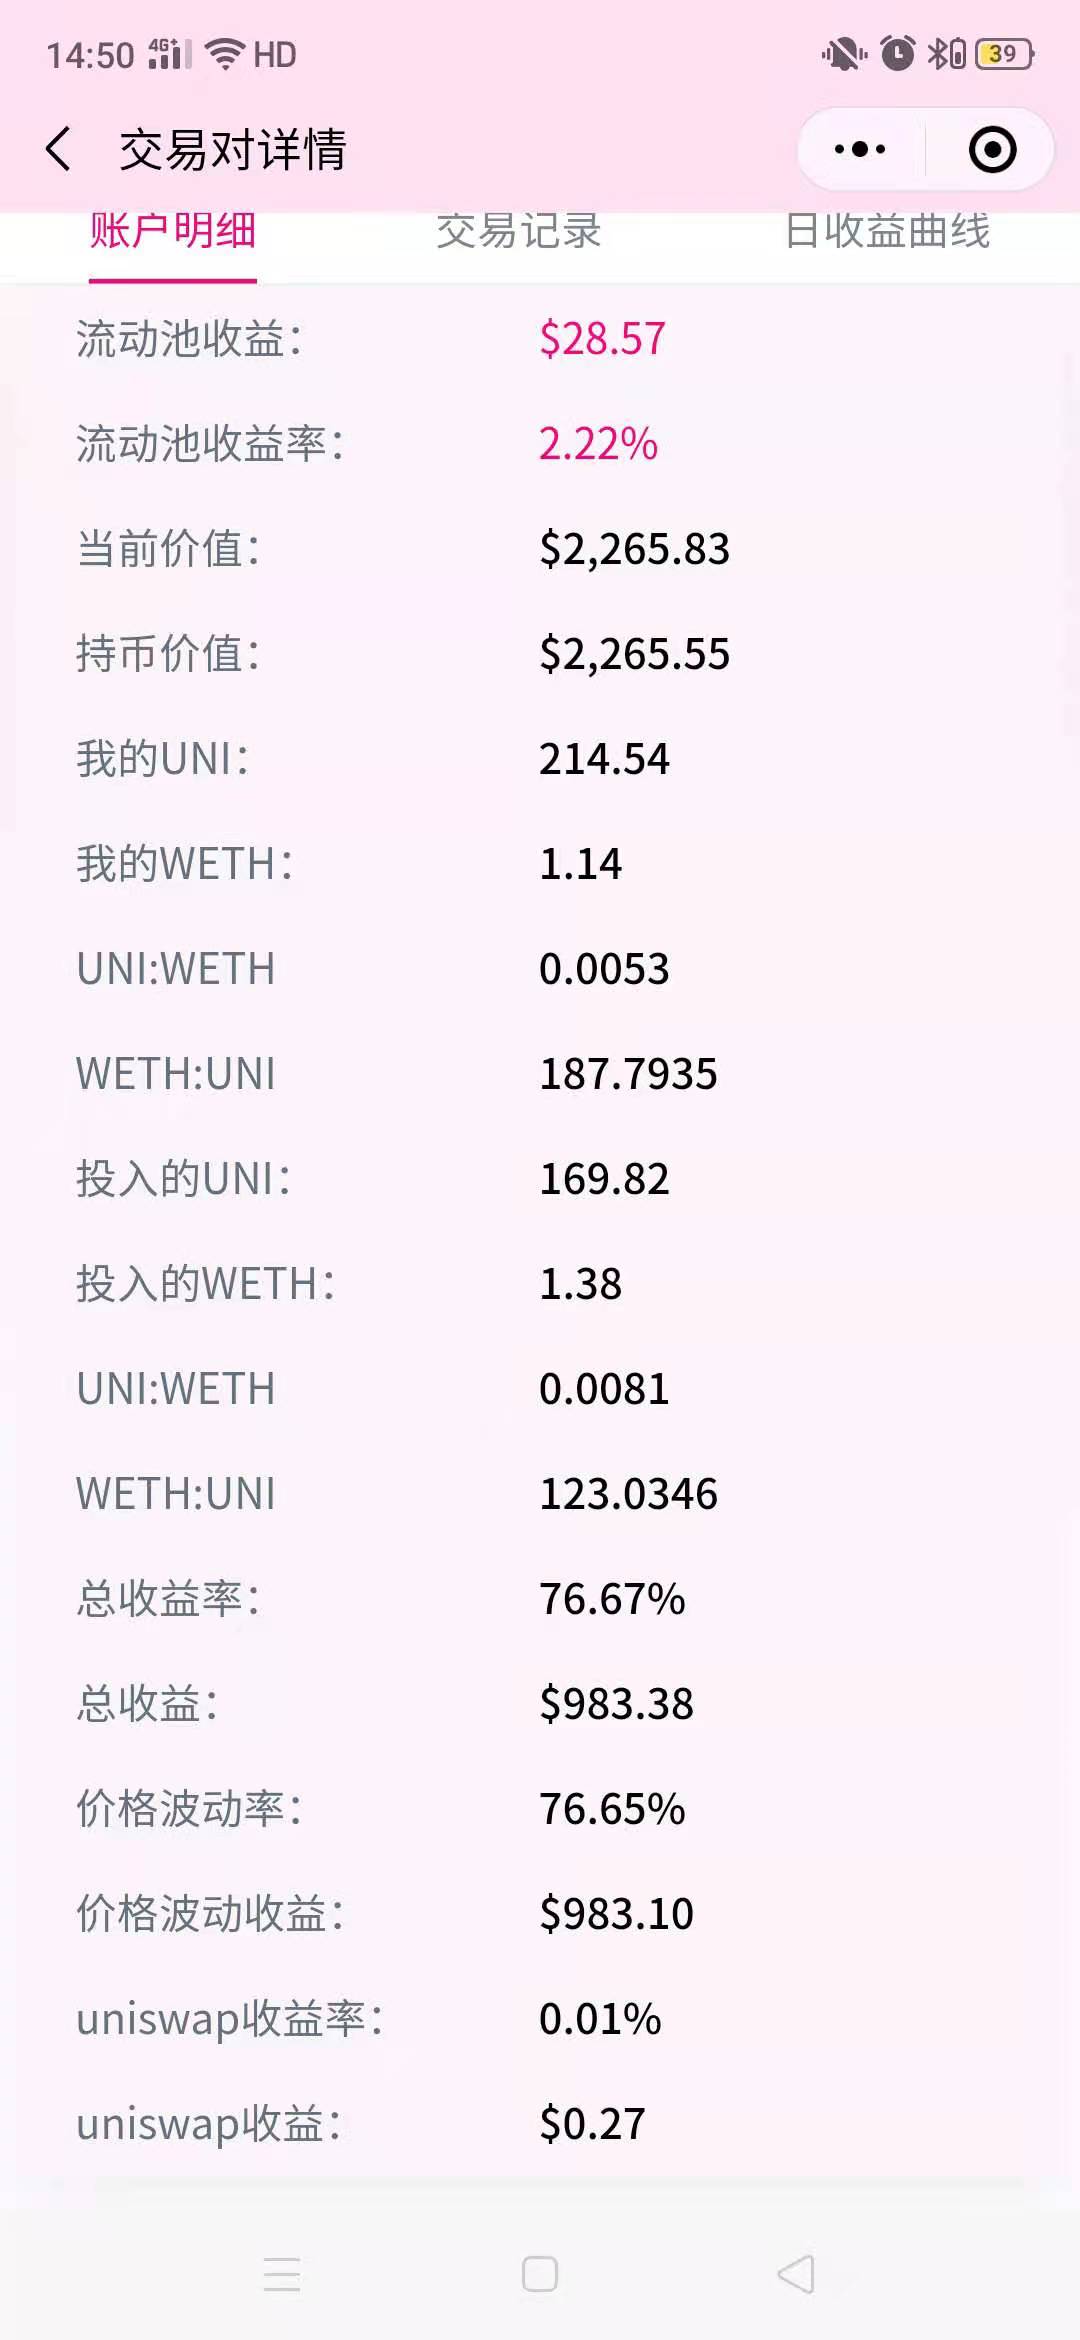 14:50 4G+ HD 39
交易对详情
账户明细 交易记录 日收益曲线
流动池收益: $28.57
流动池收益率: 2.22%
当前价值: $2,265.83
持币价值: $2,265.55
我的UNI: 214.54
我的WETH: 1.14
UNI:WETH 0.0053
WETH:UNI 187.7935
投入的UNI: 169.82
投入的WETH: 1.38
UNI:WETH 0.0081
WETH:UNI 123.0346
总收益率: 76.67%
总收益: $983.38
价格波动率: 76.65%
价格波动收益: $983.10
uniswap收益率: 0.01%
uniswap收益: $0.27